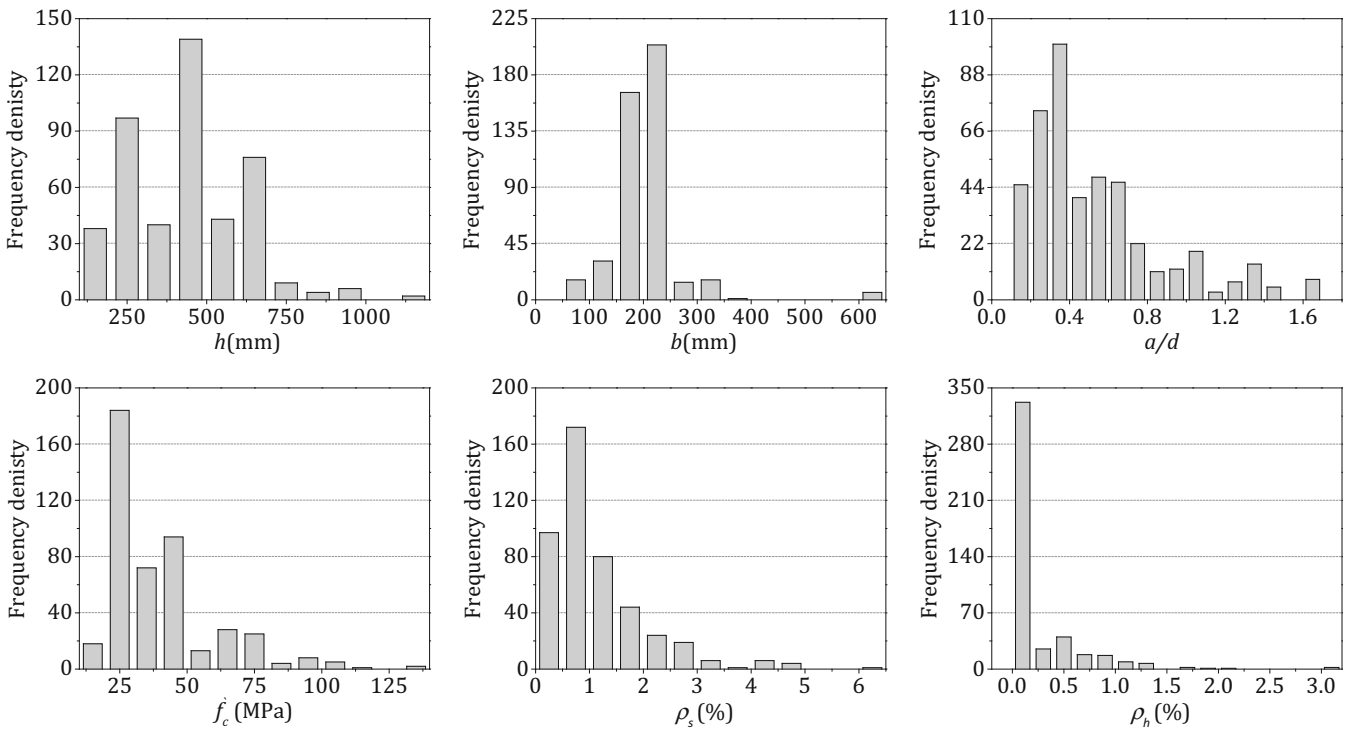 150
120
90
60
30
0
Frequency denisty
250 500 750 1000
h(mm)
225
180
135
90
45
0
Frequency denisty
0 100 200 300 400 500 600
b(mm)
110
88
66
44
22
0
Frequency denisty
0.0 0.4 0.8 1.2 1.6
a/d
200
160
120
80
40
0
Frequency denisty
25 50 75 100 125
f`c (MPa)
200
160
120
80
40
0
Frequency denisty
0 1 2 3 4 5 6
ρs (%)
350
280
210
140
70
0
Frequency denisty
0.0 0.5 1.0 1.5 2.0 2.5 3.0
ρh (%)